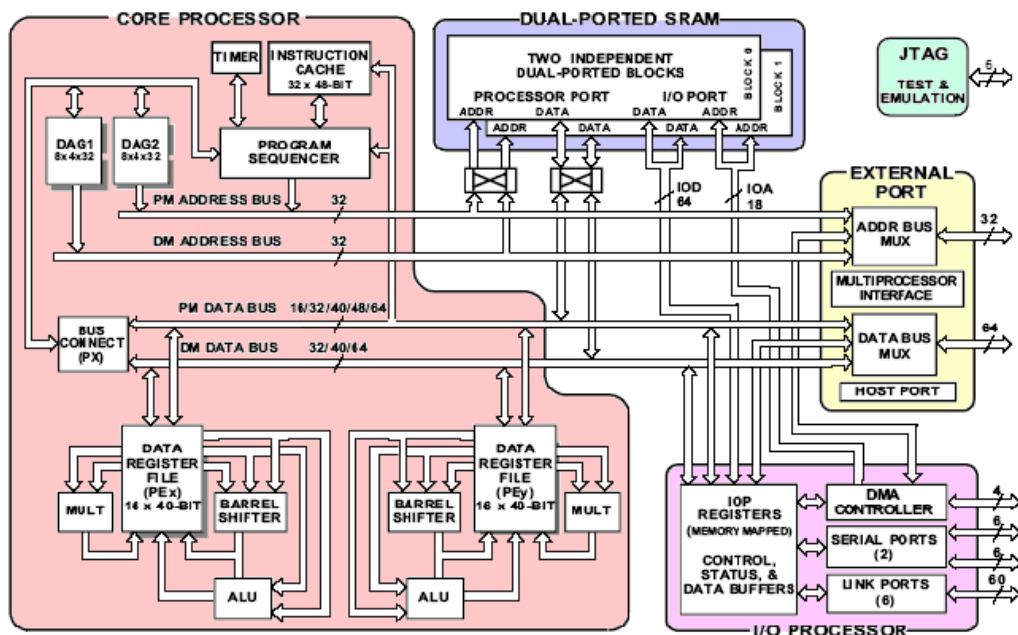 CORE PROCESSOR
TIMER
INSTRUCTION
CACHE
32 x 48-BIT
DAG1
8x4x32
DAG2
8x4x32
PROGRAM
SEQUENCER
PM ADDRESS BUS
32
DM ADDRESS BUS
32
PM DATA BUS
16/32/40/48/64
BUS
CONNECT
(PX)
DM DATA BUS
32/40/64
MULT
DATA
REGISTER
FILE
(PEx)
16 x 40-BIT
BARREL
SHIFTER
ALU
BARREL
SHIFTER
DATA
REGISTER
FILE
(PEy)
16 x 40-BIT
MULT
ALU
DUAL-PORTED SRAM
TWO INDEPENDENT
DUAL-PORTED BLOCKS
PROCESSOR PORT
I/O PORT
BLOCK 0
BLOCK 1
ADDR
DATA
DATA
ADDR
ADDR
DATA
DATA
ADDR
IOD
64
IOA
18
JTAG
TEST &
EMULATION
EXTERNAL
PORT
ADDR BUS
MUX
32
MULTIPROCESSOR
INTERFACE
DATA BUS
MUX
64
HOST PORT
IOP
REGISTERS
(MEMORY MAPPED)
CONTROL,
STATUS, &
DATA BUFFERS
DMA
CONTROLLER
4
SERIAL PORTS
(2)
6
6
LINK PORTS
(6)
60
I/O PROCESSOR